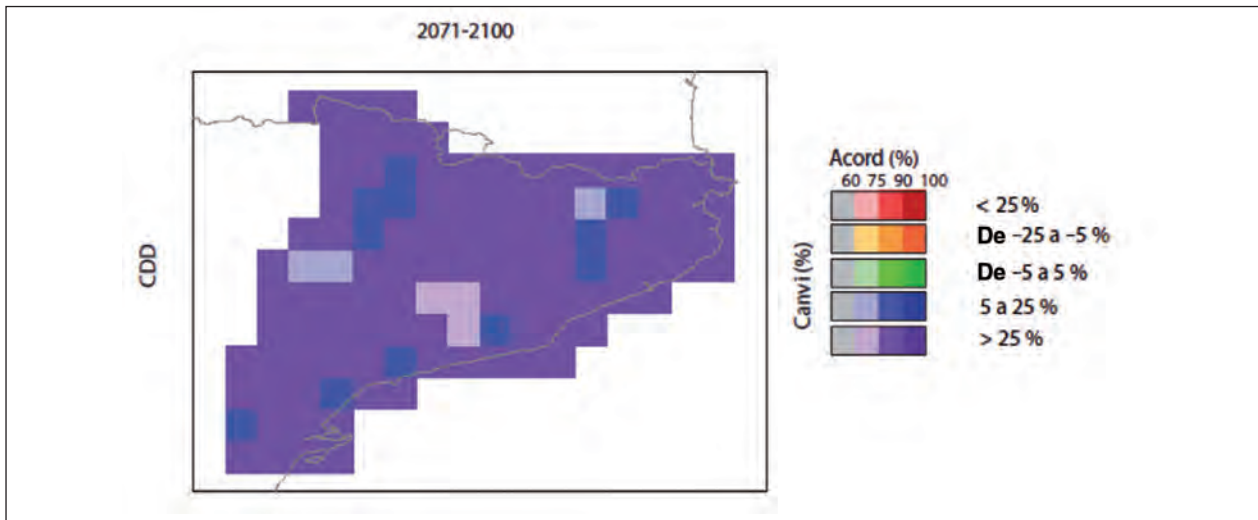 2071-2100
CDD
Acord (%)
60 75 90 100
Canvi (%)
< 25 %
De −25 a −5 %
De −5 a 5 %
5 a 25 %
> 25 %